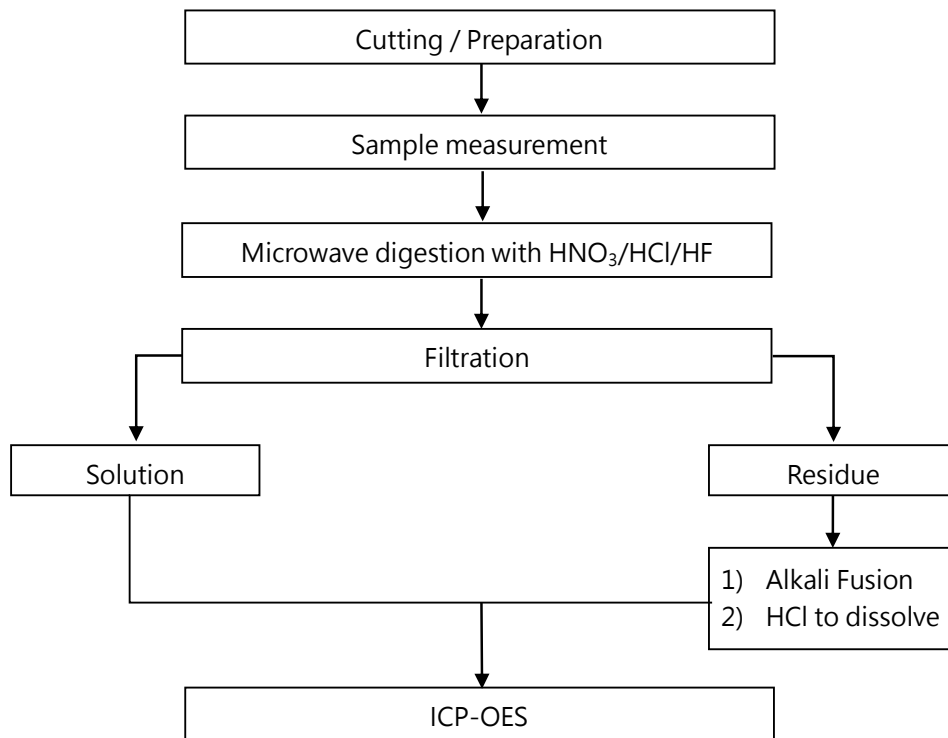 Cutting / Preparation
Sample measurement
Microwave digestion with HNO₃/HCl/HF
Filtration
Solution
Residue
1) Alkali Fusion
2) HCl to dissolve
ICP-OES